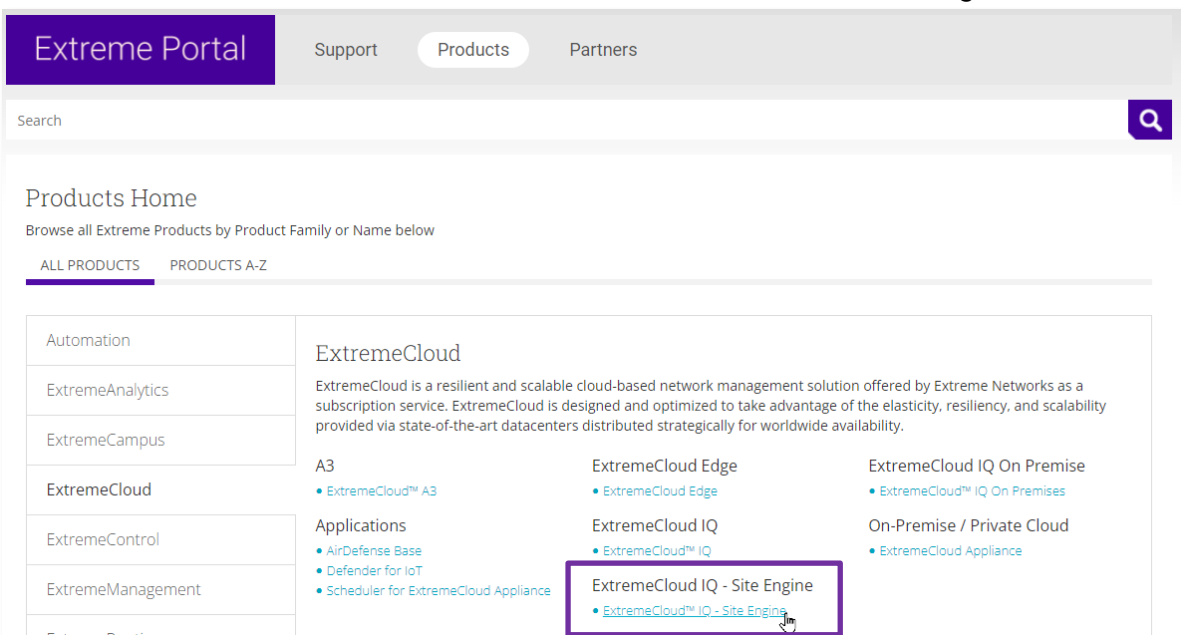 Extreme Portal
Support
Products
Partners
Search
Products Home
Browse all Extreme Products by Product Family or Name below
ALL PRODUCTS
PRODUCTS A-Z
Automation
ExtremeAnalytics
ExtremeCampus
ExtremeCloud
ExtremeControl
ExtremeManagement
ExtremeCloud
ExtremeCloud is a resilient and scalable cloud-based network management solution offered by Extreme Networks as a
subscription service. ExtremeCloud is designed and optimized to take advantage of the elasticity, resiliency, and scalability
provided via state-of-the-art datacenters distributed strategically for worldwide availability.
A3
• ExtremeCloud™ A3
Applications
• AirDefense Base
• Defender for IoT
• Scheduler for ExtremeCloud Appliance
ExtremeCloud Edge
• ExtremeCloud Edge
ExtremeCloud IQ
• ExtremeCloud™ IQ
ExtremeCloud IQ - Site Engine
• ExtremeCloud™ IQ - Site Engine
ExtremeCloud IQ On Premise
• ExtremeCloud™ IQ On Premises
On-Premise / Private Cloud
• ExtremeCloud Appliance